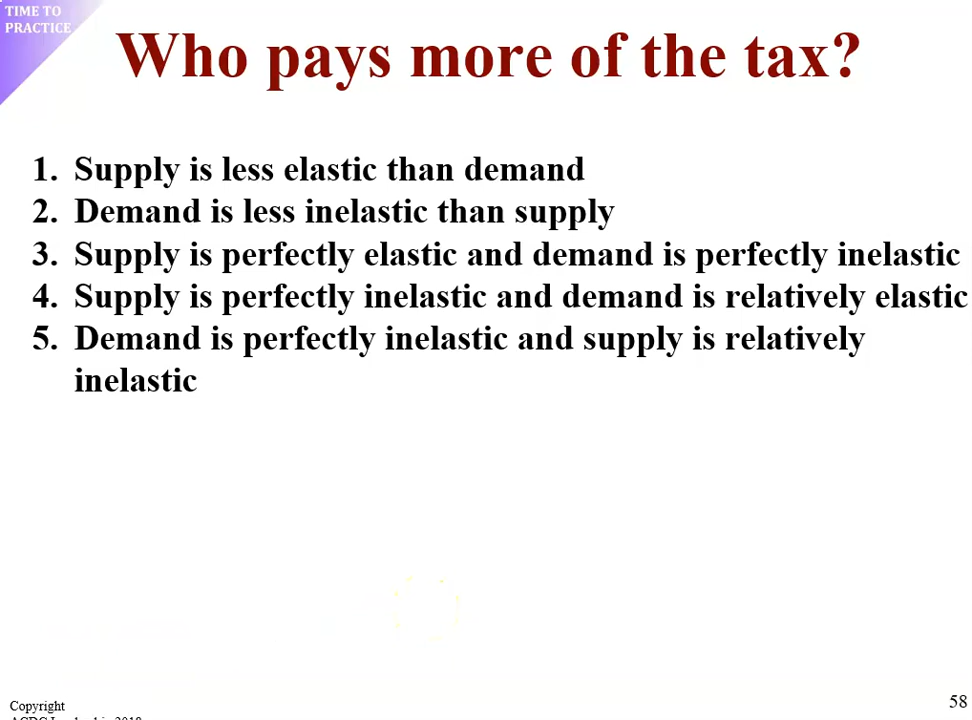 TIME TO
PRACTICE
Who pays more of the tax?
1. Supply is less elastic than demand
2. Demand is less inelastic than supply
3. Supply is perfectly elastic and demand is perfectly inelastic
4. Supply is perfectly inelastic and demand is relatively elastic
5. Demand is perfectly inelastic and supply is relatively
inelastic
Copyright
58